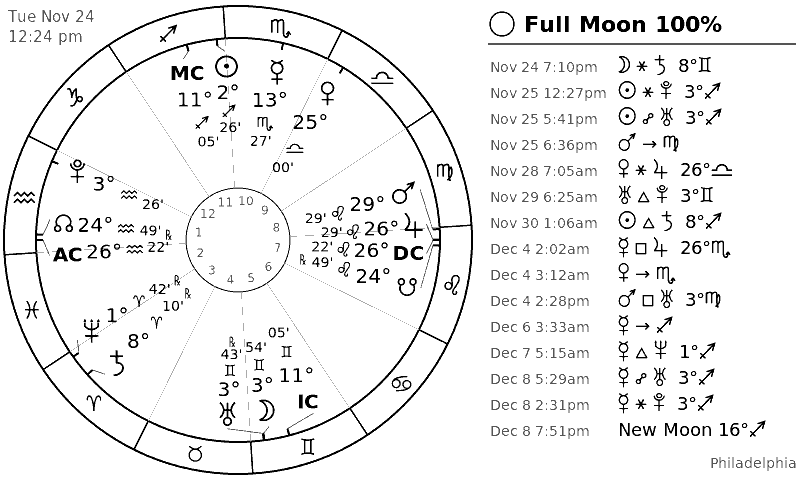 Tue Nov 24
12:24 pm
○ Full Moon 100%
Nov 24 7:10pm ☽ ⚹ ♄ 8°♊
Nov 25 12:27pm ☉ ⚹ ♇ 3°♐
Nov 25 5:41pm ☉ ☍ ♅ 3°♐
Nov 25 6:36pm ♂ → ♍
Nov 28 7:05am ♀ ⚹ ♃ 26°♎
Nov 29 6:25am ♅ △ ♇ 3°♊
Nov 30 1:06am ☉ △ ♄ 8°♐
Dec 4 2:02am ☿ □ ♃ 26°♏
Dec 4 3:12am ♀ → ♏
Dec 4 2:28pm ♂ □ ♅ 3°♍
Dec 6 3:33am ☿ → ♐
Dec 7 5:15am ☿ △ ♆ 1°♐
Dec 8 5:29am ☿ ☍ ♅ 3°♐
Dec 8 2:31pm ☿ ⚹ ♇ 3°♐
Dec 8 7:51pm New Moon 16°♐
Philadelphia
♐ ♏ ♎ ♍ ♌ ♋ ♊ ♉ ♈ ♓ ♒ ♑
MC 11° ♐ 05'
☉ 2° ♐ 26'
☿ 13° ♏ 27'
♀ 25° ♎ 00'
♂ 29° ♌ 29'
♃ 26° ♌ 29'
DC 26° ♌ 22'
☋ 24° ♌ 49' ℞
IC 11° ♊ 05'
☽ 3° ♊ 54'
♅ 3° ♊ 43' ℞
♄ 8° ♈ 10' ℞
♆ 1° ♈ 42' ℞
AC 26° ♒ 22'
☊ 24° ♒ 49' ℞
♇ 3° ♒ 26'
1 2 3 4 5 6 7 8 9 10 11 12